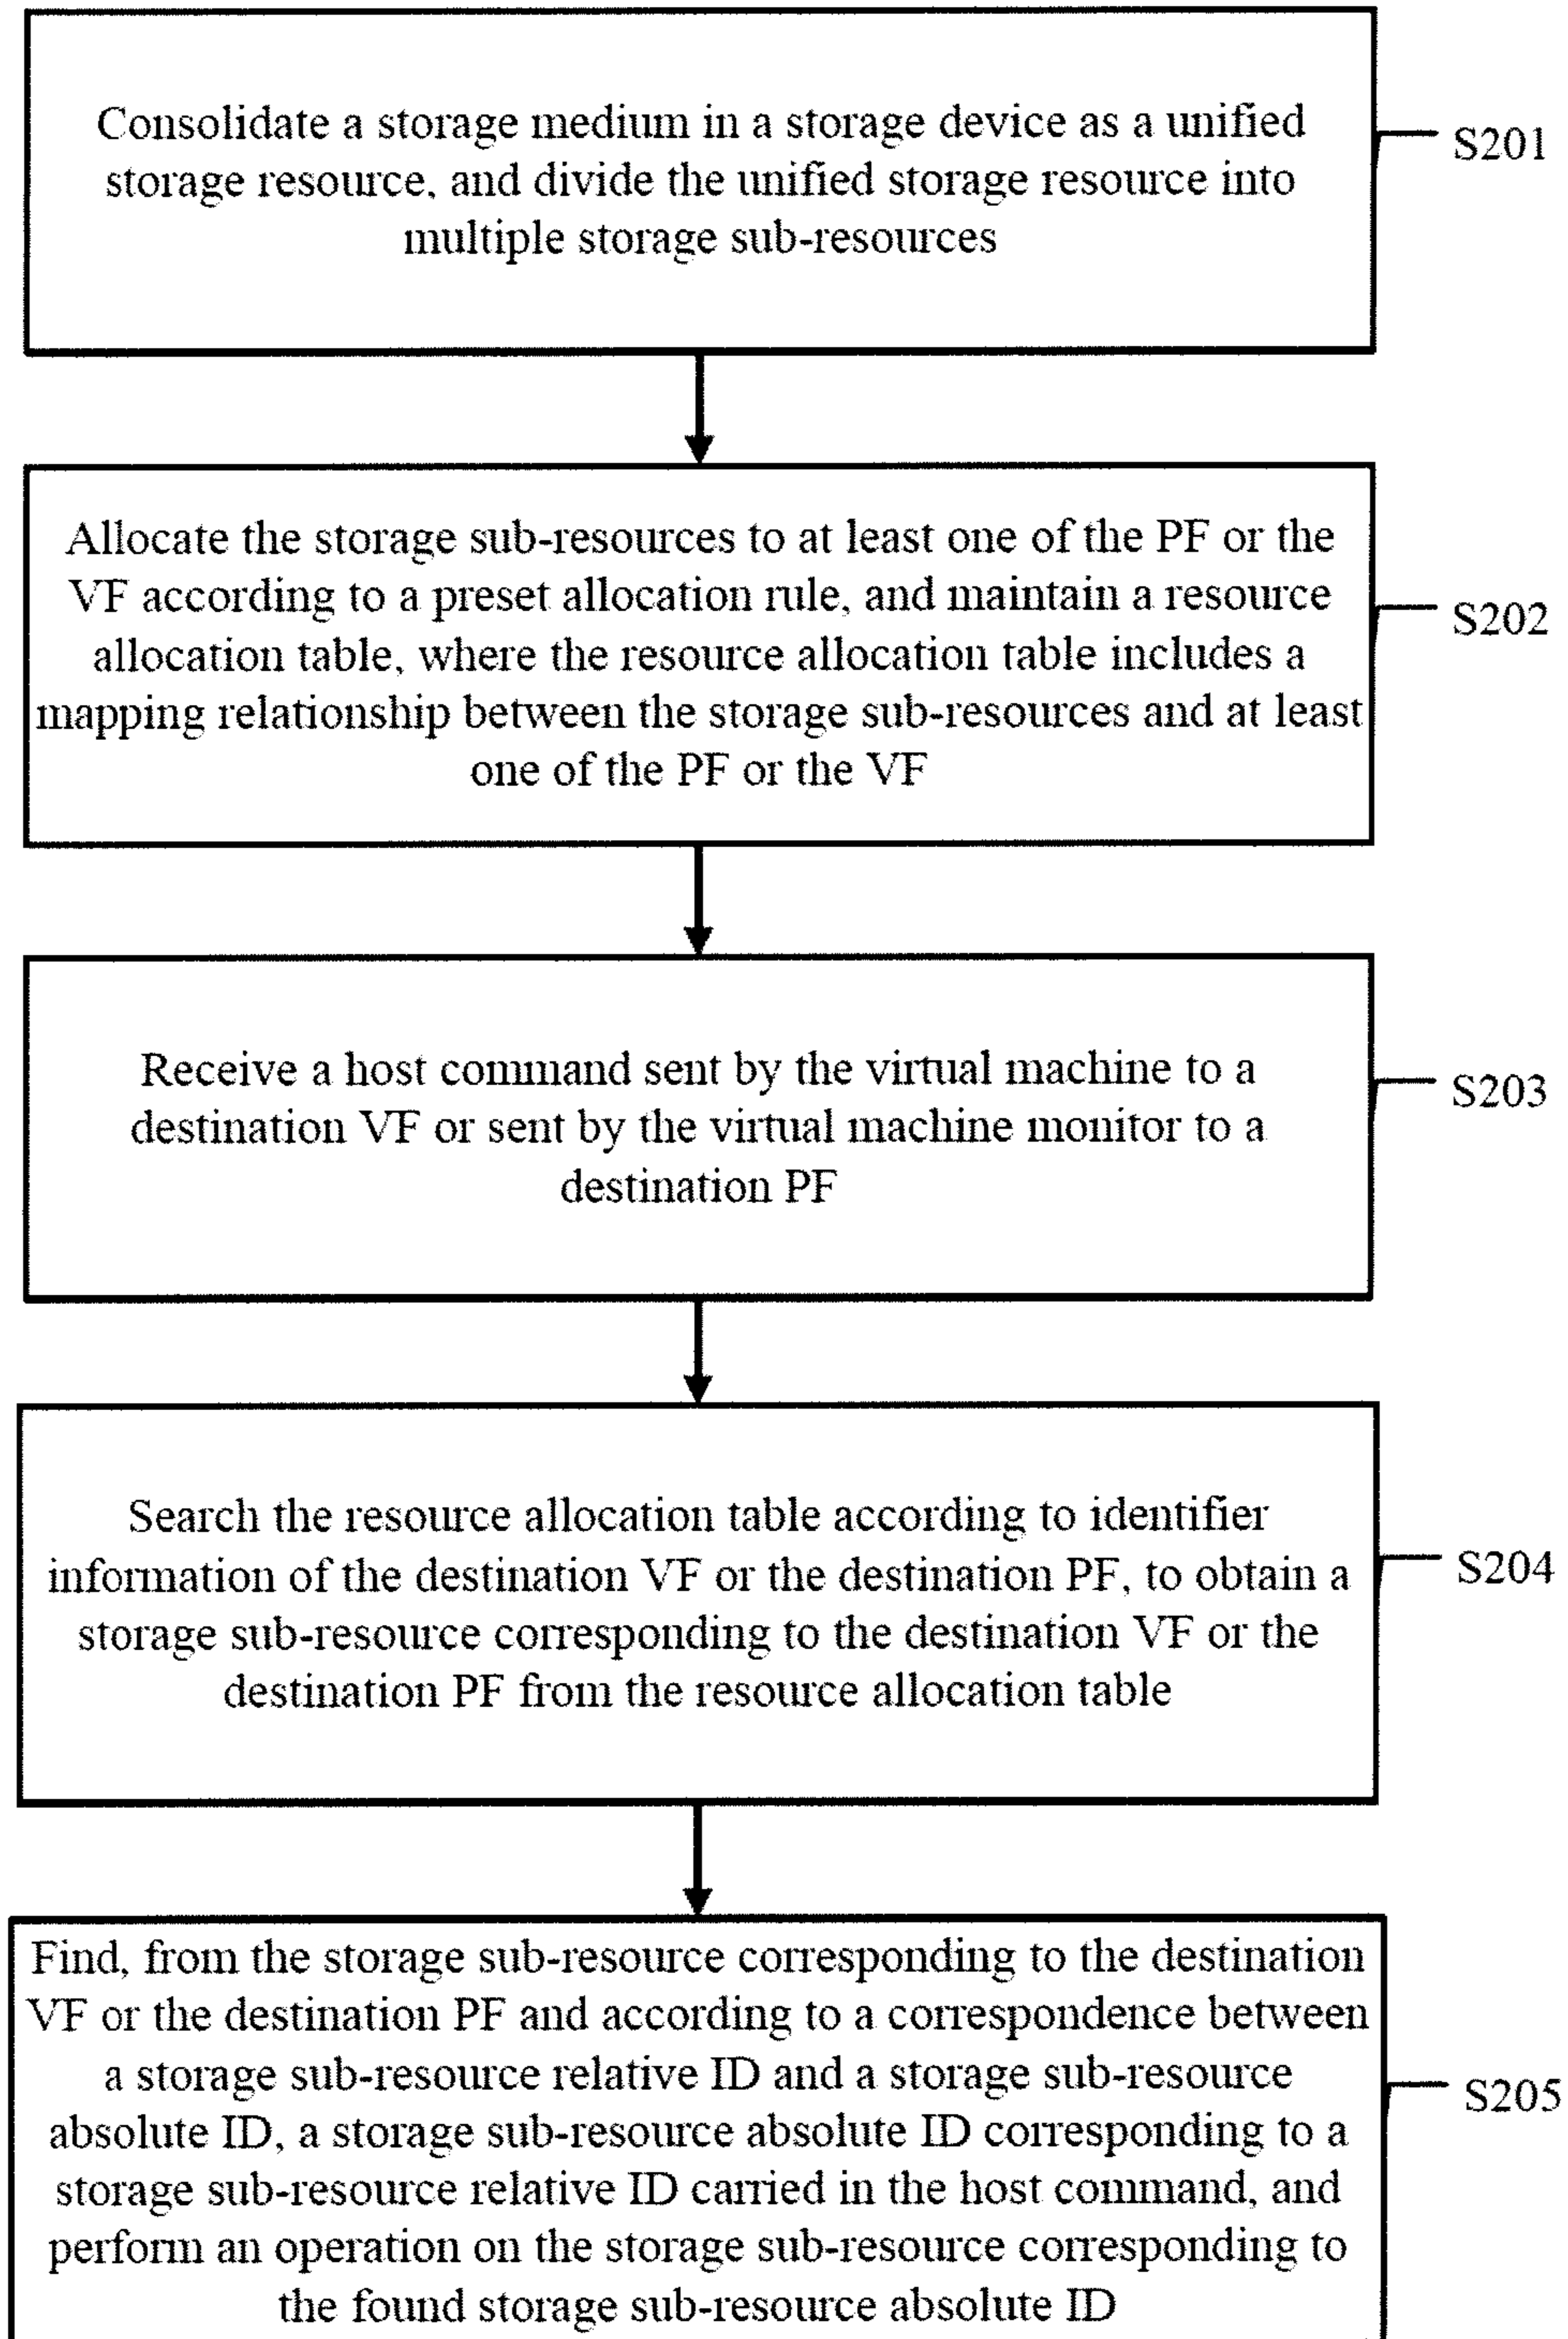 Consolidate a storage medium in a storage device as a unified
storage resource, and divide the unified storage resource into
multiple storage sub-resources
S201
Allocate the storage sub-resources to at least one of the PF or the
VF according to a preset allocation rule, and maintain a resource
allocation table, where the resource allocation table includes a
mapping relationship between the storage sub-resources and at least
one of the PF or the VF
S202
Receive a host command sent by the virtual machine to a
destination VF or sent by the virtual machine monitor to a
destination PF
S203
Search the resource allocation table according to identifier
information of the destination VF or the destination PF, to obtain a
storage sub-resource corresponding to the destination VF or the
destination PF from the resource allocation table
S204
Find, from the storage sub-resource corresponding to the destination
VF or the destination PF and according to a correspondence between
a storage sub-resource relative ID and a storage sub-resource
absolute ID, a storage sub-resource absolute ID corresponding to a
storage sub-resource relative ID carried in the host command, and
perform an operation on the storage sub-resource corresponding to
the found storage sub-resource absolute ID
S205